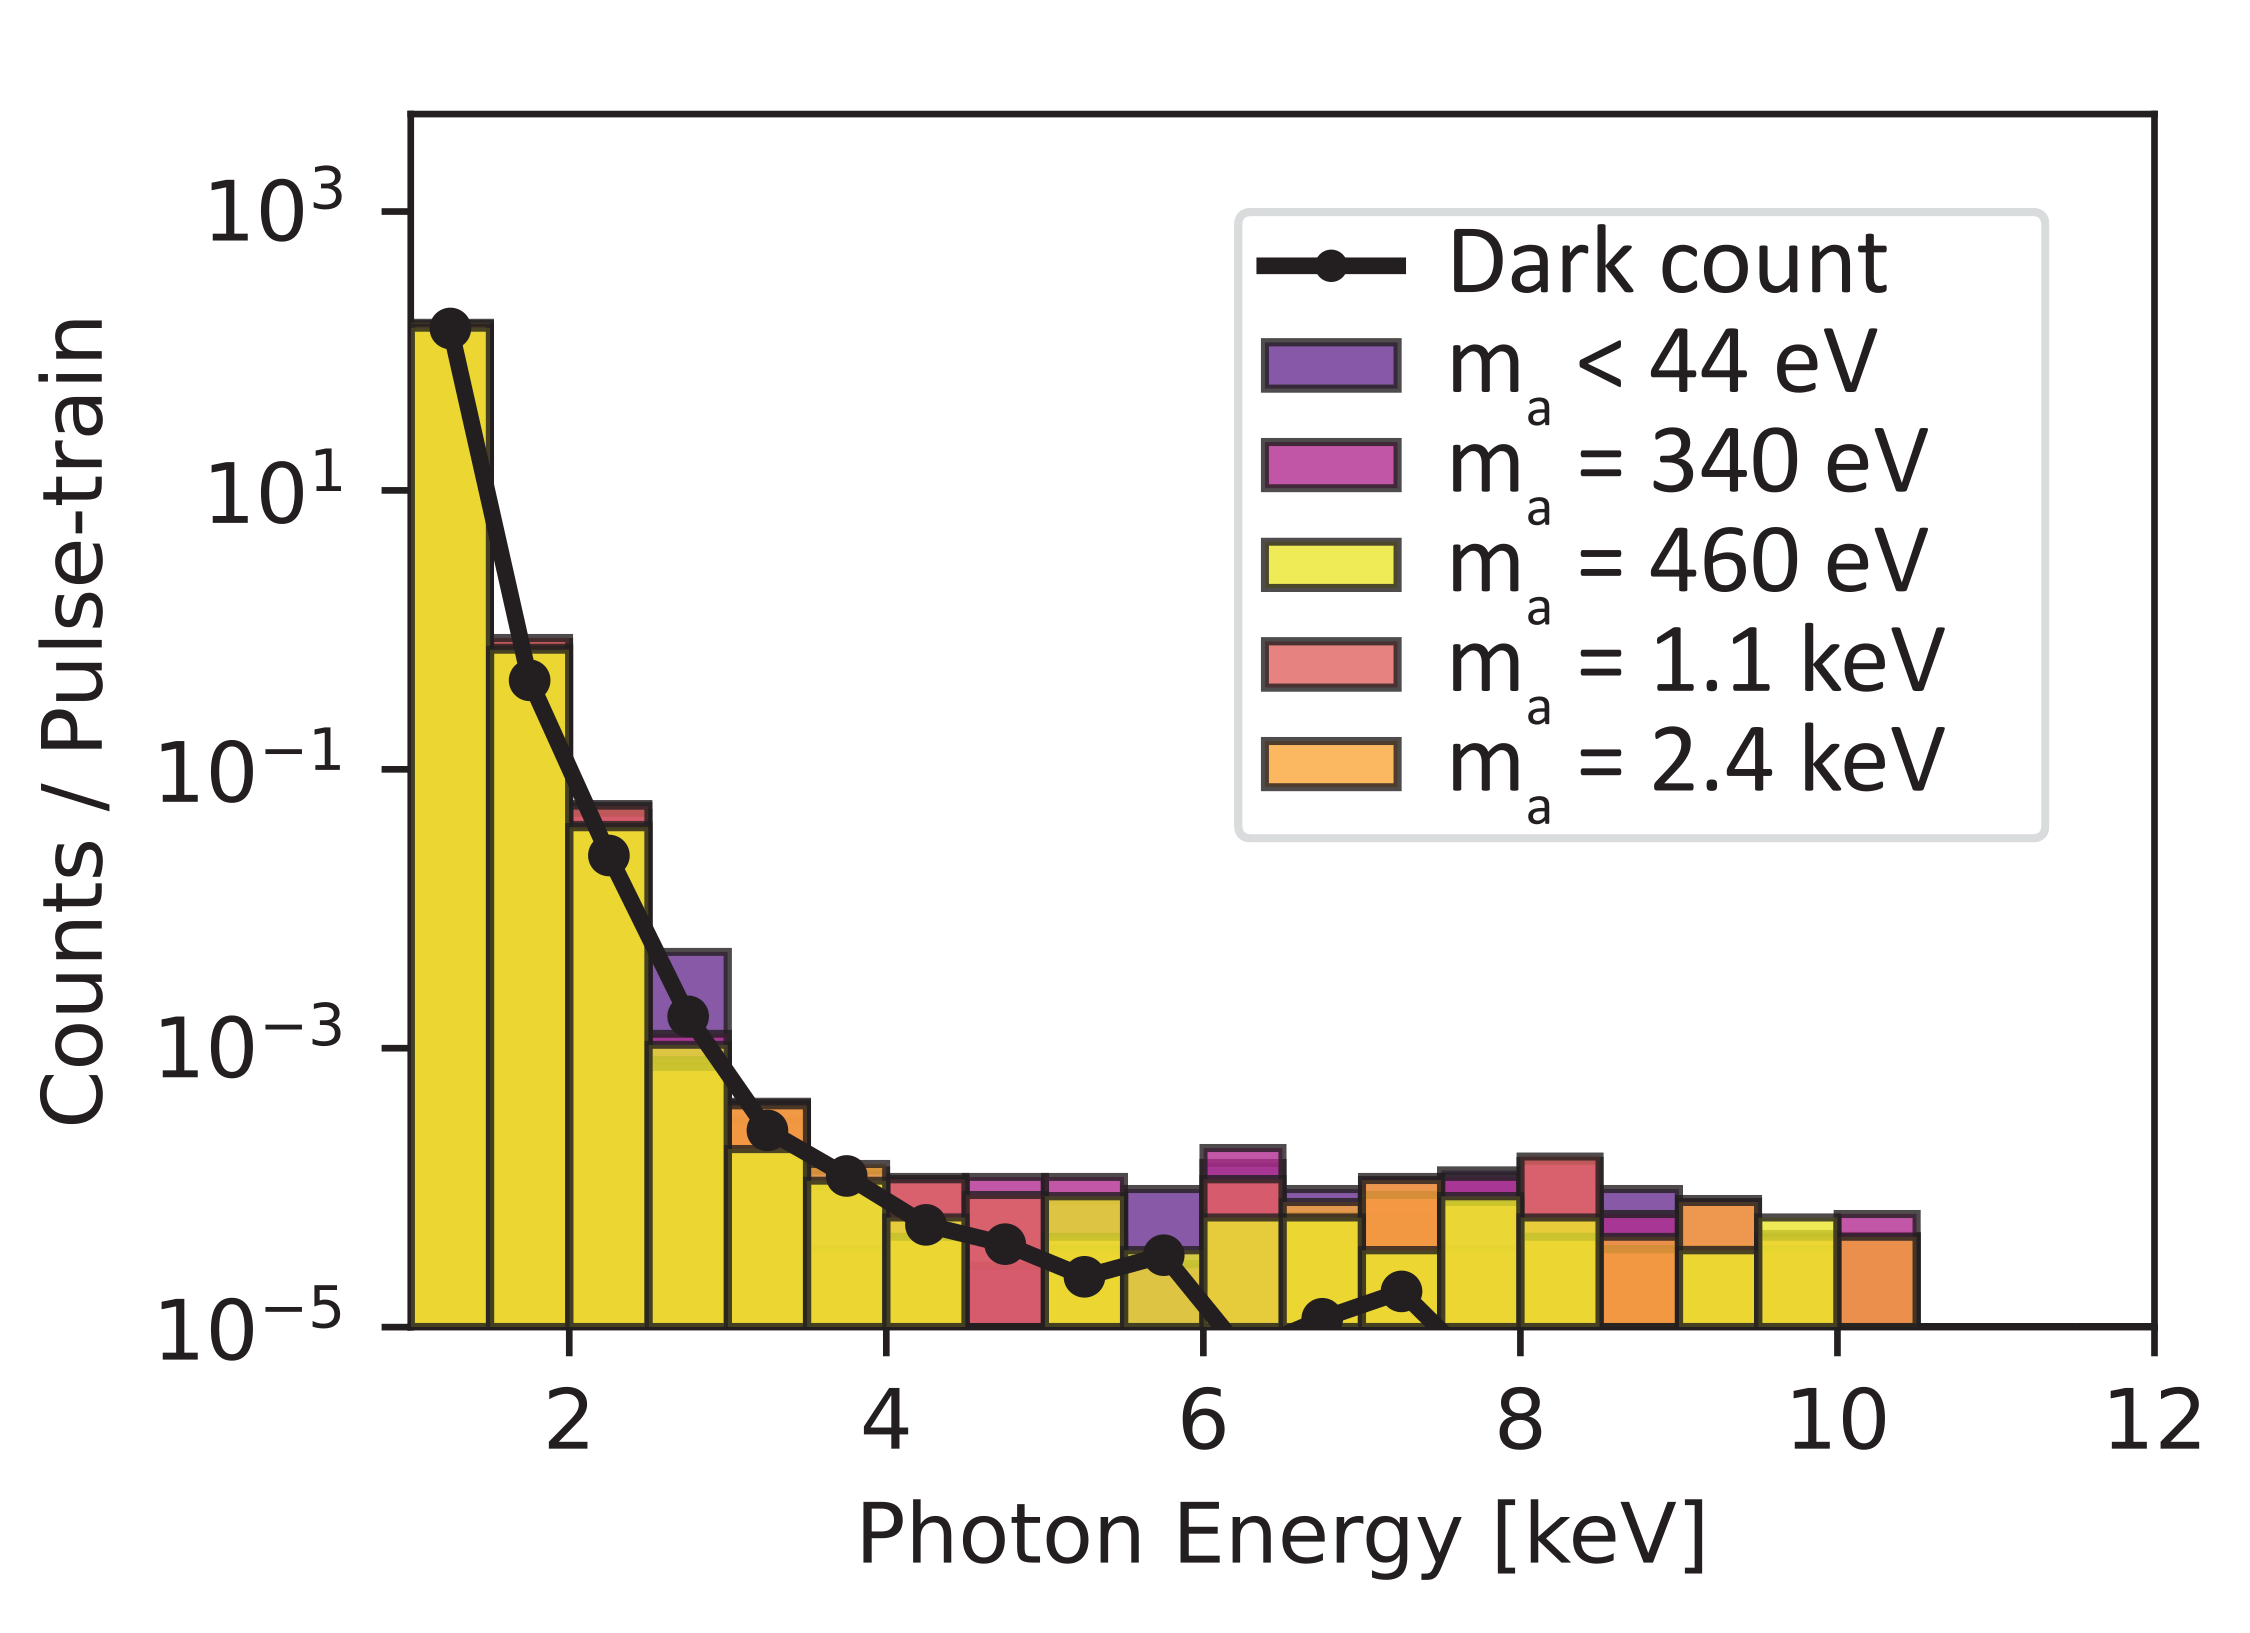 10³
10¹
10⁻¹
10⁻³
10⁻⁵
Counts / Pulse-train
Dark count
mₐ < 44 eV
mₐ = 340 eV
mₐ = 460 eV
mₐ = 1.1 keV
mₐ = 2.4 keV
2 4 6 8 10 12
Photon Energy [keV]